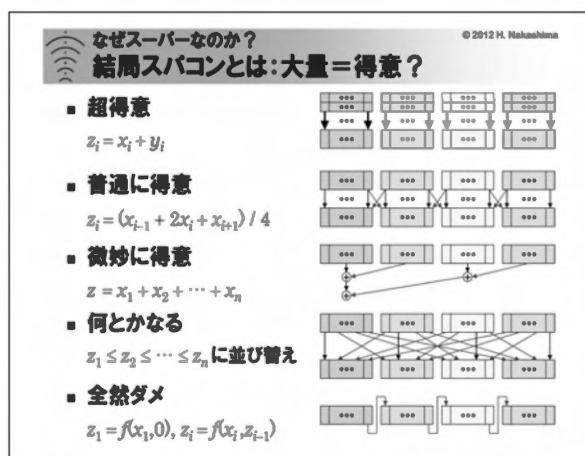 なぜスーパーなのか？
© 2012 H. Nakashima
結局スパコンとは：大量＝得意？
■ 超得意
zᵢ = xᵢ + yᵢ
■ 普通に得意
zᵢ = (xᵢ₋₁ + 2xᵢ + xᵢ₊₁) / 4
■ 微妙に得意
z = x₁ + x₂ + ⋯ + xₙ
■ 何とかなる
z₁ ≤ z₂ ≤ ⋯ ≤ zₙ に並び替え
■ 全然ダメ
z₁ = f(x₁,0), zᵢ = f(xᵢ,zᵢ₋₁)